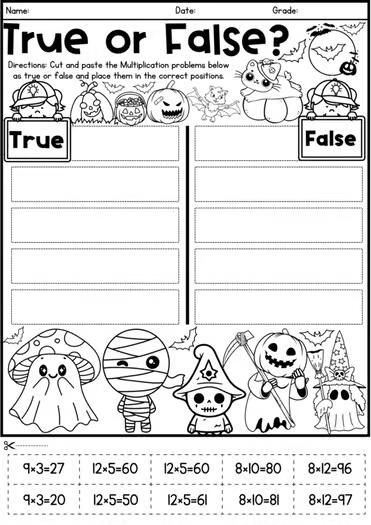 Name: Date: Grade:
True or False?
Directions: Cut and paste the Multiplication problems below
as true or false and place them in the correct positions.
True False
9×3=27 12×5=60 12×5=60 8×10=80 8×12=96
9×3=20 12×5=50 12×5=61 8×10=81 8×12=97